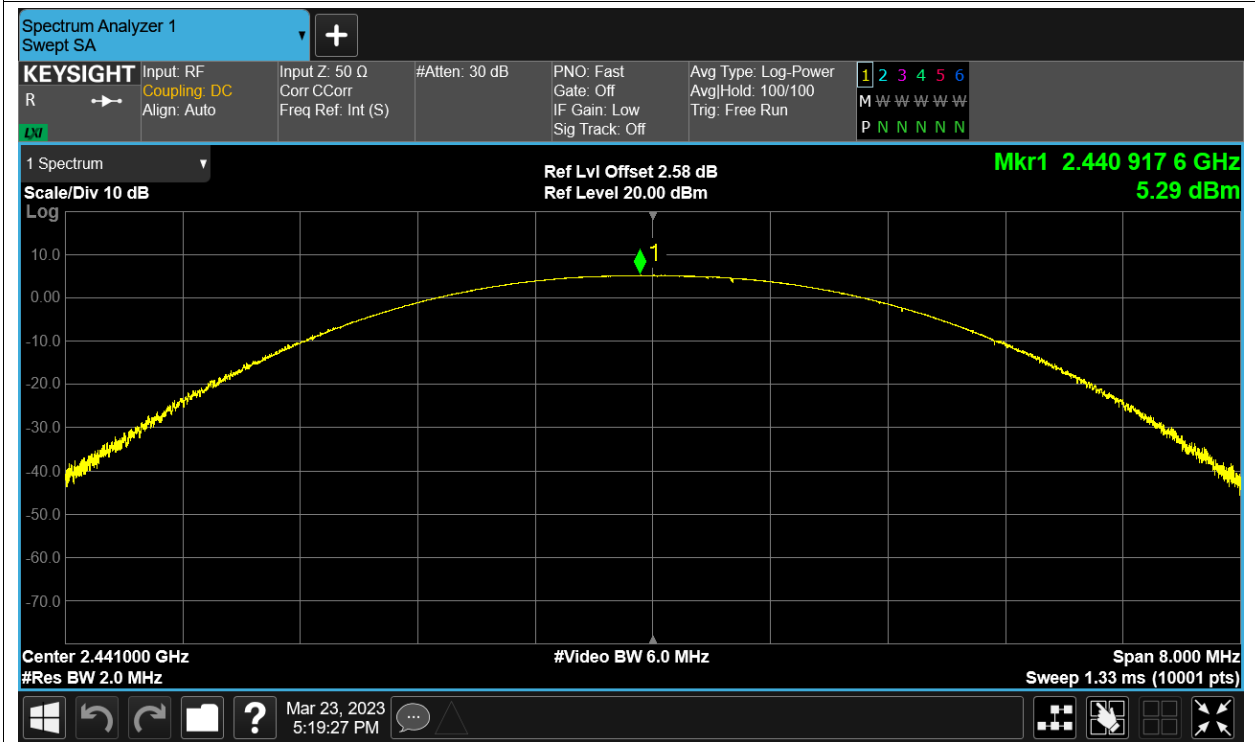 Spectrum Analyzer 1
Swept SA
+
KEYSIGHT
R
LXI
Input: RF
Coupling: DC
Align: Auto
Input Z: 50 Ω
Corr CCorr
Freq Ref: Int (S)
#Atten: 30 dB
PNO: Fast
Gate: Off
IF Gain: Low
Sig Track: Off
Avg Type: Log-Power
Avg|Hold: 100/100
Trig: Free Run
1 2 3 4 5 6
M W W W W W
P N N N N N
1 Spectrum
Scale/Div 10 dB
Log
Ref Lvl Offset 2.58 dB
Ref Level 20.00 dBm
Mkr1 2.440 917 6 GHz
5.29 dBm
1
10.0
0.00
-10.0
-20.0
-30.0
-40.0
-50.0
-60.0
-70.0
Center 2.441000 GHz
#Res BW 2.0 MHz
#Video BW 6.0 MHz
Span 8.000 MHz
Sweep 1.33 ms (10001 pts)
?
Mar 23, 2023
5:19:27 PM